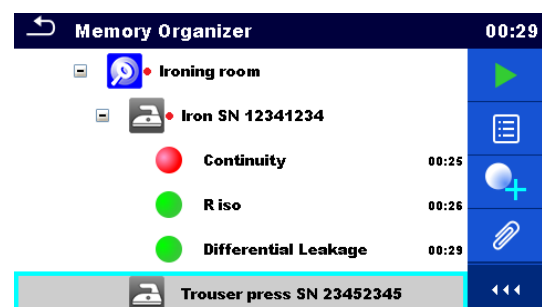 Memory Organizer 00:29
Ironing room
Iron SN 12341234
Continuity 00:25
R iso 00:26
Differential Leakage 00:29
Trouser press SN 23452345